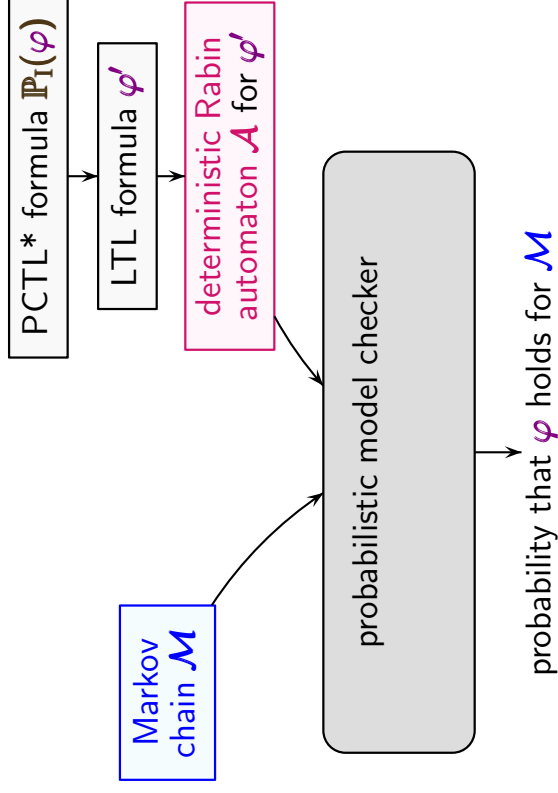 PCTL* formula ℙI(φ)
LTL formula φ′
deterministic Rabin
automaton 𝓐 for φ′
Markov
chain 𝓜
probabilistic model checker
probability that φ holds for 𝓜